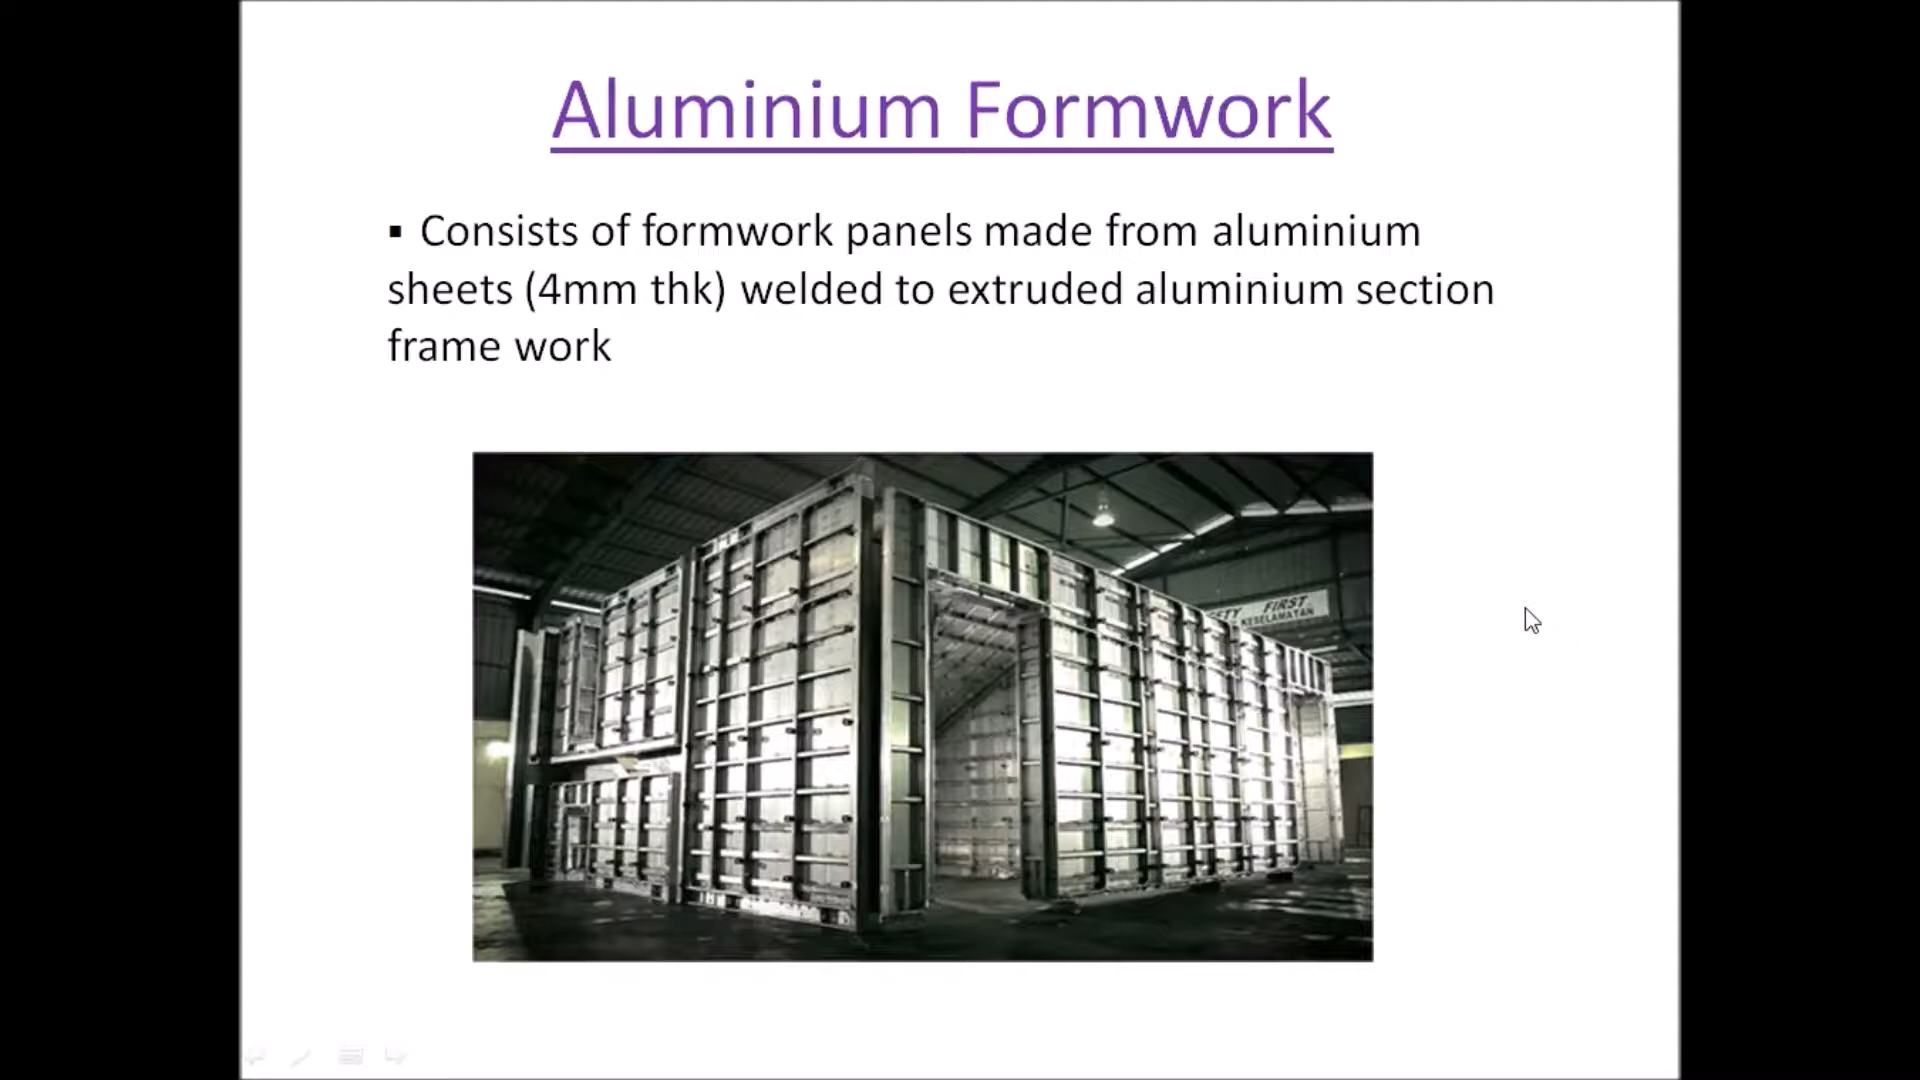 Aluminium Formwork
▪ Consists of formwork panels made from aluminium
sheets (4mm thk) welded to extruded aluminium section
frame work
FIRST
KESELAMATAN